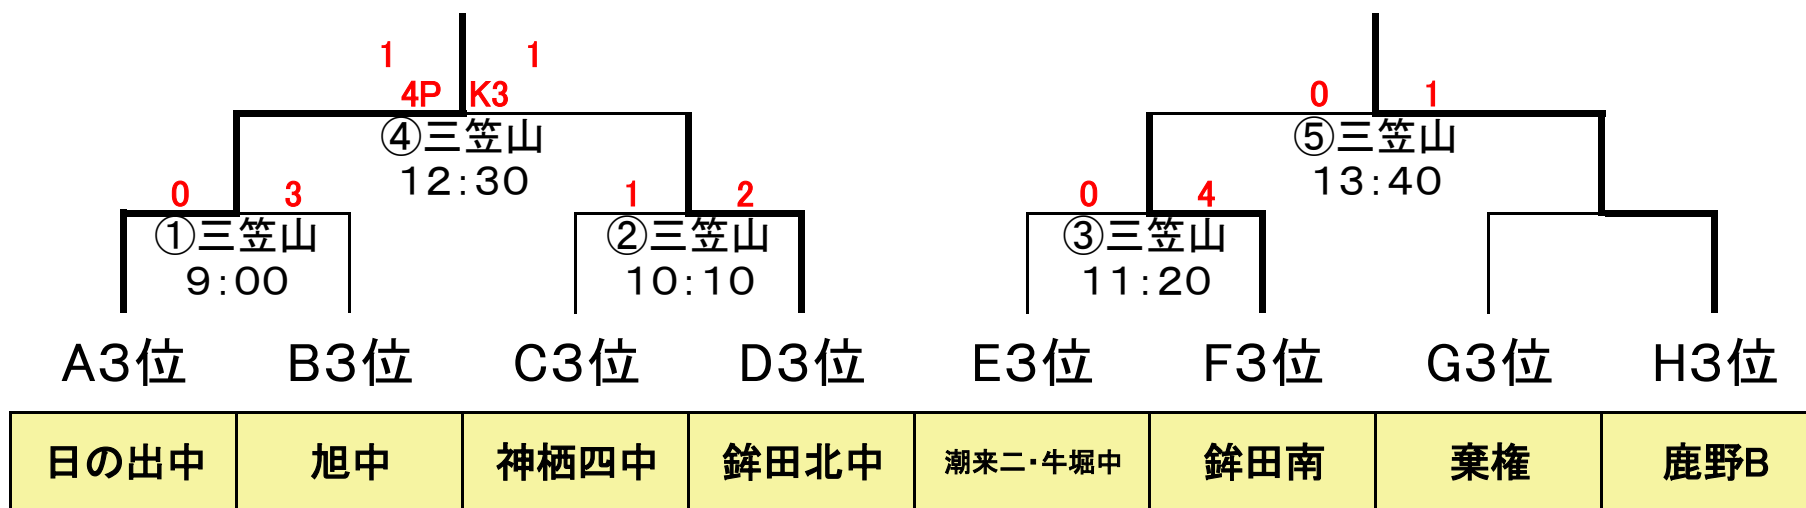 1 1 
4P K3 0 1
④三笠山 ⑤三笠山
12:30 13:40
0 3 1 2 0 4
①三笠山 ②三笠山 ③三笠山
9:00 10:10 11:20
A3位 B3位 C3位 D3位 E3位 F3位 G3位 H3位
日の出中 旭中 神栖四中 鉾田北中 潮来二・牛堀中 鉾田南 棄権 鹿野B